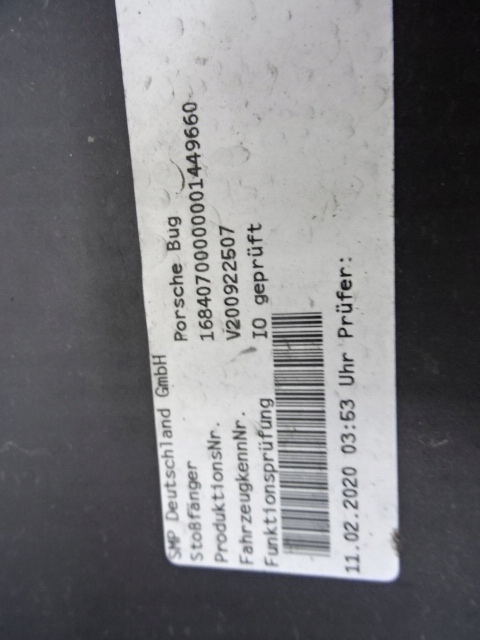 SMP Deutschland GmbH
Stoßfänger Porsche Bug
ProduktionsNr. 16840700000000001449660
FahrzeugkennNr. V200922507
Funktionsprüfung IO geprüft
11.02.2020 03:53 Uhr Prüfer: